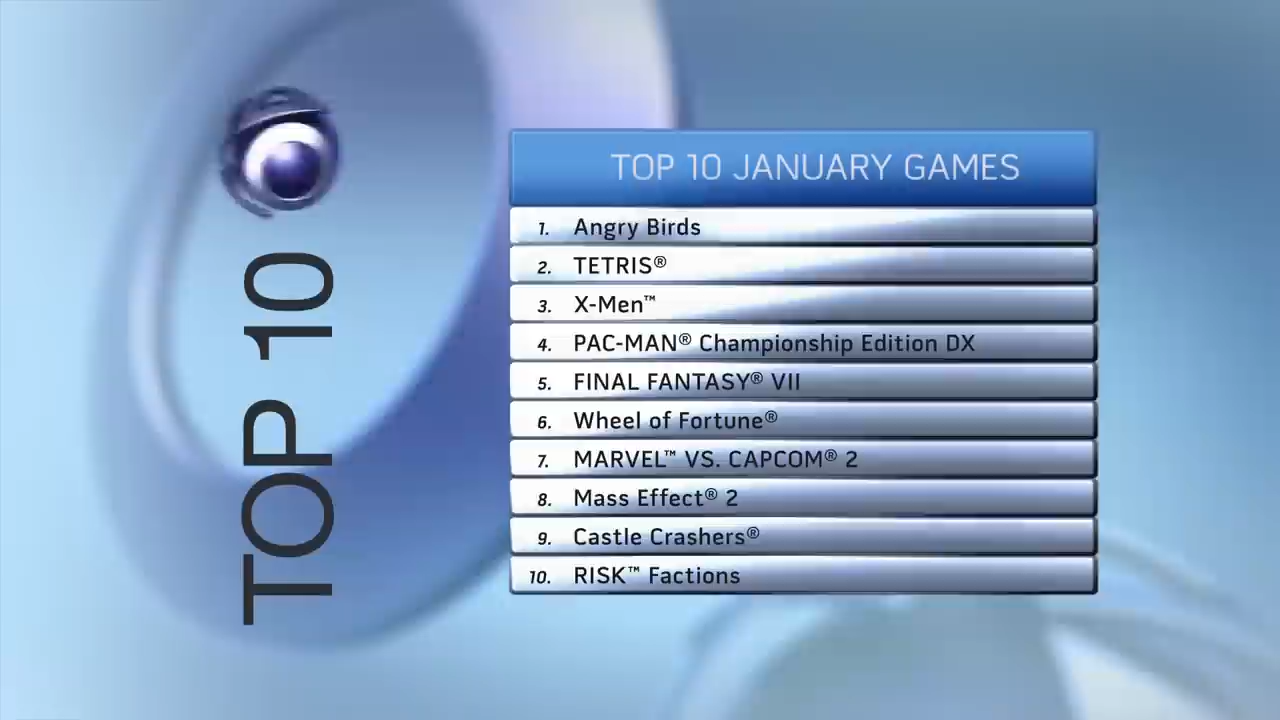 TOP 10
TOP 10 JANUARY GAMES
1. Angry Birds
2. TETRIS®
3. X-Men™
4. PAC-MAN® Championship Edition DX
5. FINAL FANTASY® VII
6. Wheel of Fortune®
7. MARVEL™ VS. CAPCOM® 2
8. Mass Effect® 2
9. Castle Crashers®
10. RISK™ Factions